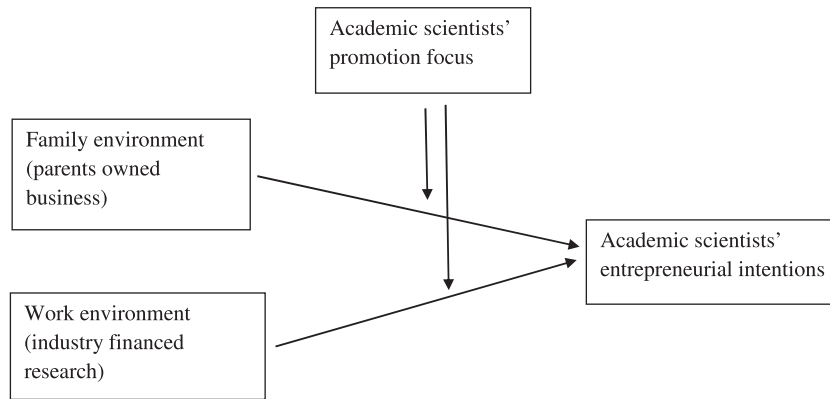 Academic scientists’
promotion focus
Family environment
(parents owned
business)
Academic scientists’
entrepreneurial intentions
Work environment
(industry financed
research)